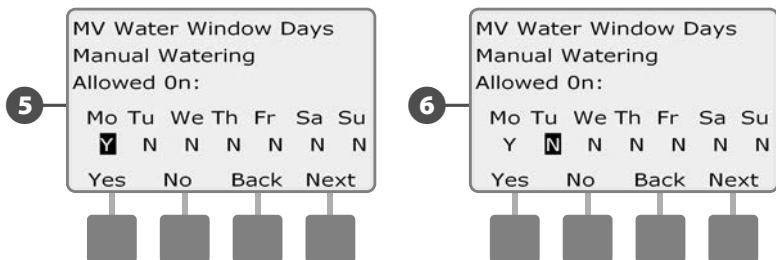 5
MV Water Window Days
Manual Watering
Allowed 0n:
Mo Tu We Th Fr Sa Su
Y N N N N N N
Yes No Back Next
6
MV Water Window Days
Manual Watering
Allowed 0n:
Mo Tu We Th Fr Sa Su
Y N N N N N N
Yes No Back Next